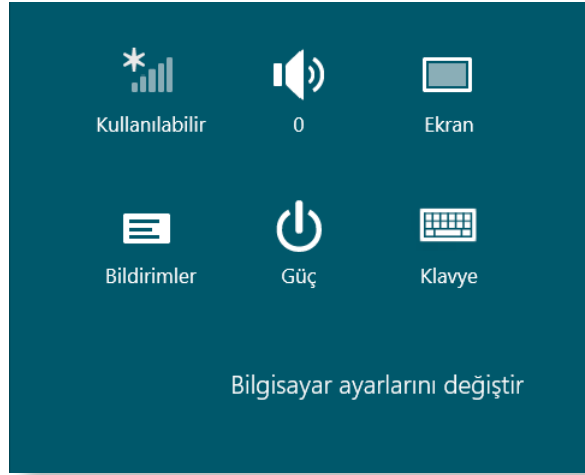 Kullanılabilir
0
Ekran
Bildirimler
Güç
Klavye
Bilgisayar ayarlarını değiştir